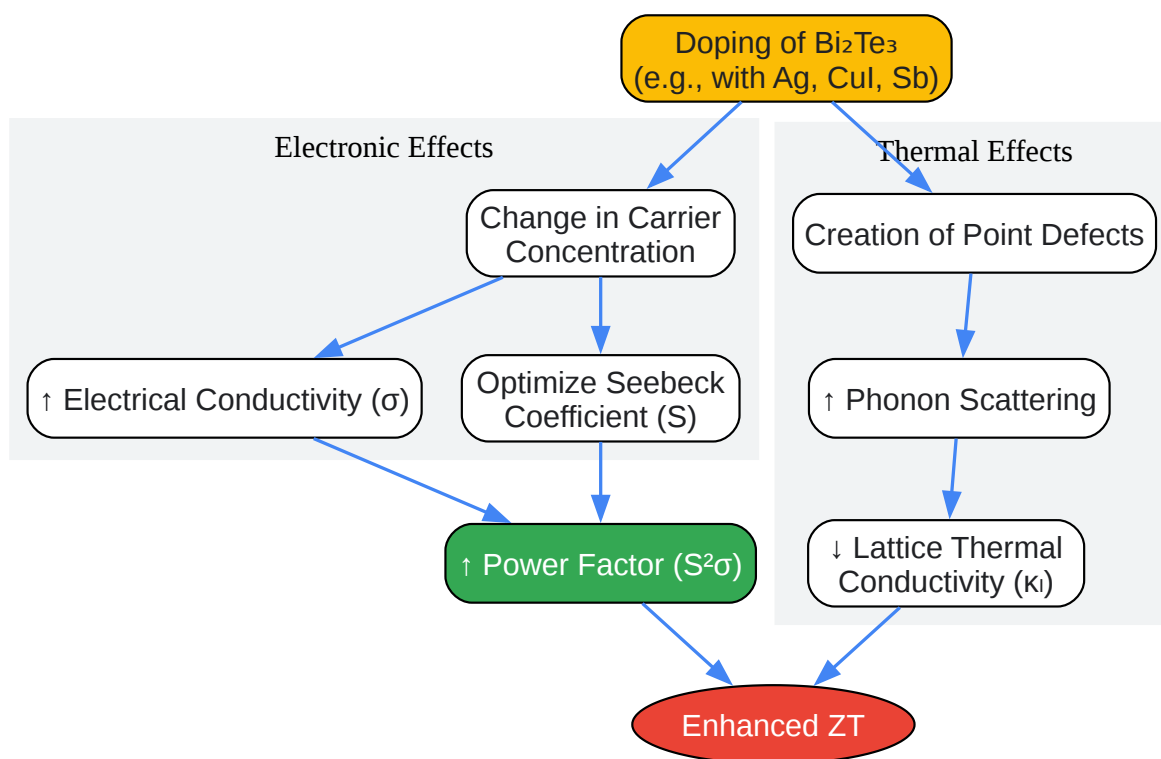 Doping of Bi₂Te₃
(e.g., with Ag, CuI, Sb)
Electronic Effects
Thermal Effects
Change in Carrier
Concentration
Creation of Point Defects
↑ Electrical Conductivity (σ)
Optimize Seebeck
Coefficient (S)
↑ Phonon Scattering
↑ Power Factor (S²σ)
↓ Lattice Thermal
Conductivity (κₗ)
Enhanced ZT